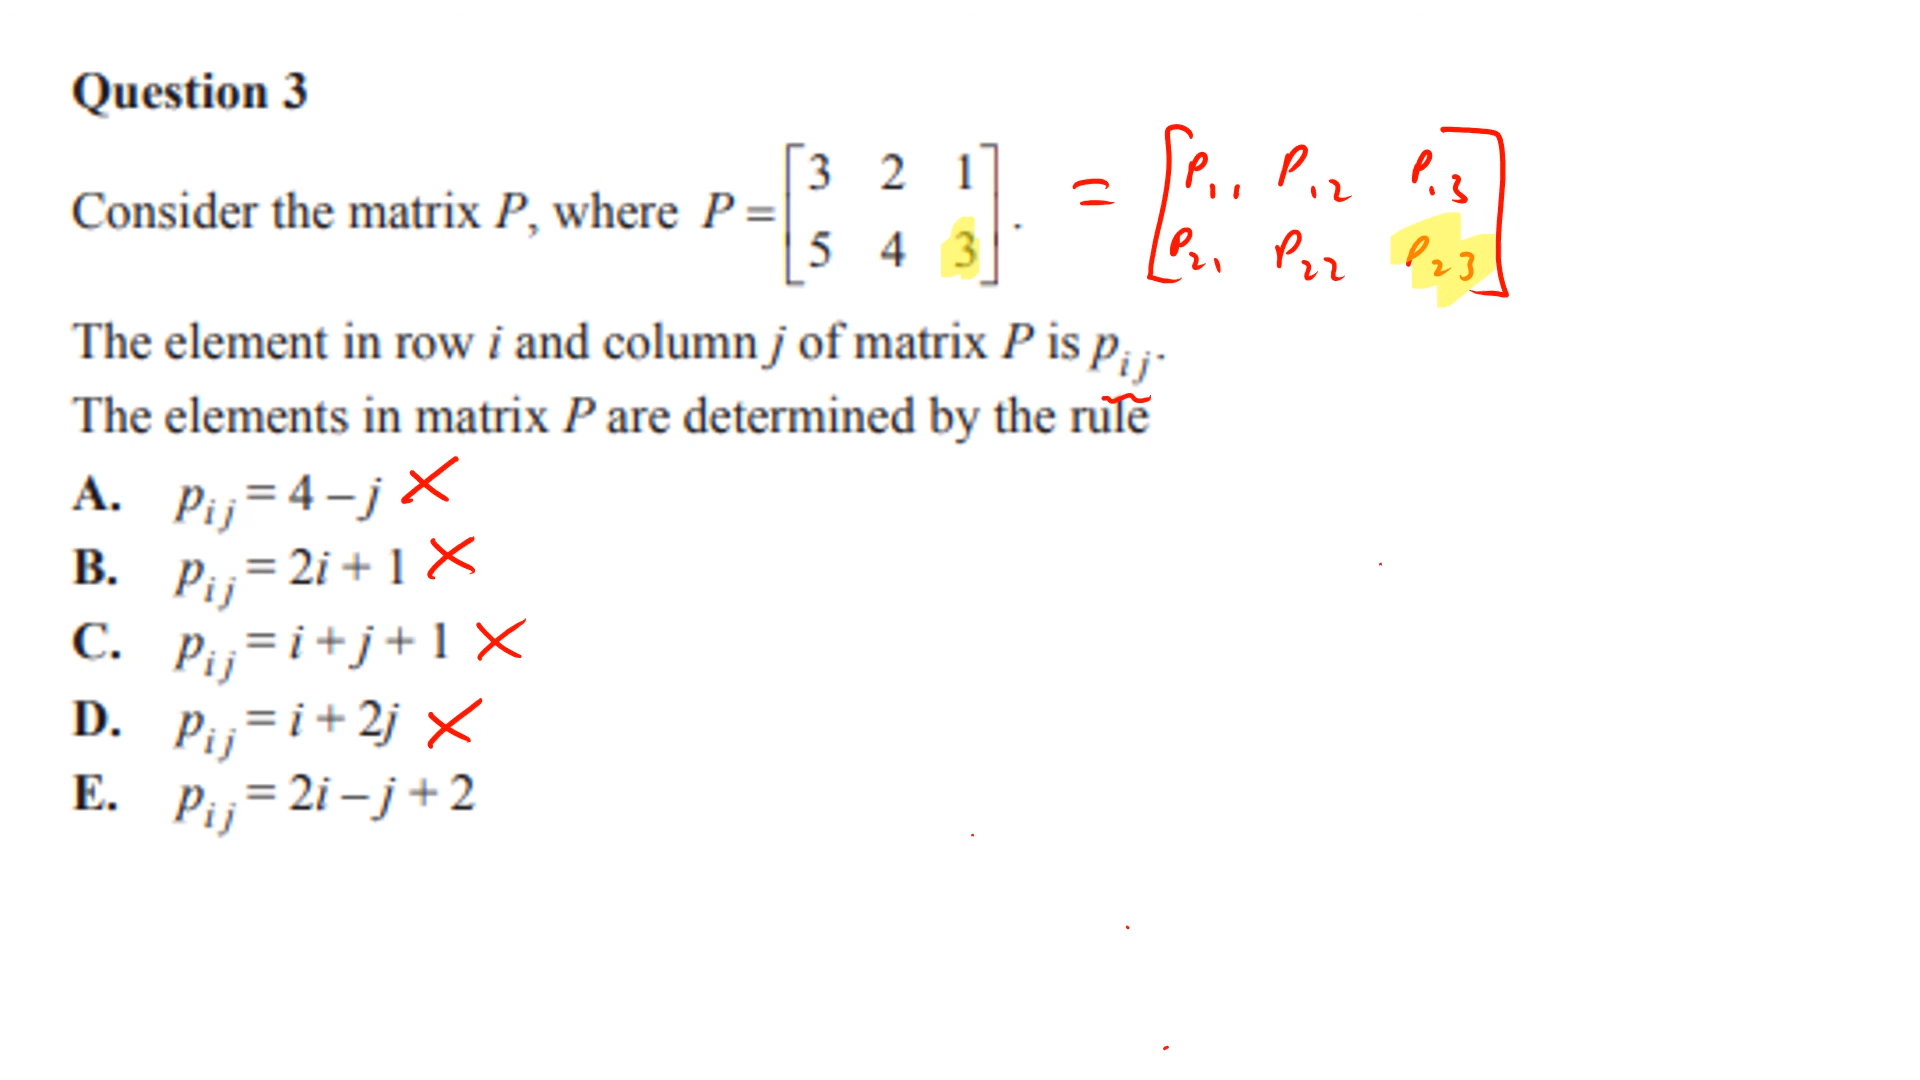 Question 3
Consider the matrix P, where P = [3 2 1
5 4 3]. = [P11 P12 P13
P21 P22 P23]
The element in row i and column j of matrix P is pij.
The elements in matrix P are determined by the rule
A. pij = 4 – j ×
B. pij = 2i + 1 ×
C. pij = i + j + 1 ×
D. pij = i + 2j ×
E. pij = 2i – j + 2